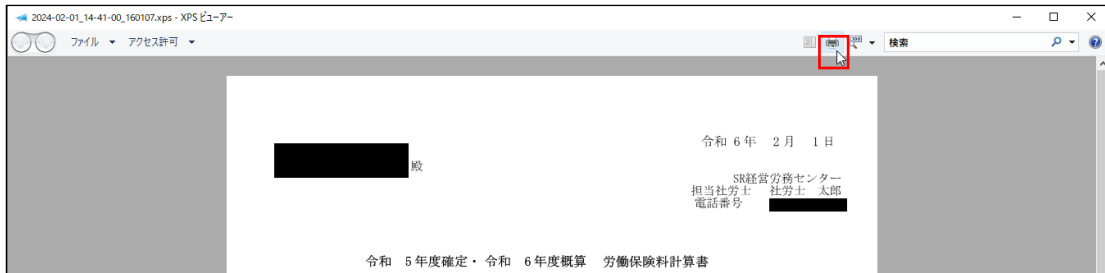 2024-02-01_14-41-00_160107.xps - XPS ビューアー
ファイル アクセス許可 検索
令和 6年 2月 1日
殿
SR経営労務センター
担当社労士 社労士 太郎
電話番号
令和 5年度確定・令和 6年度概算 労働保険料計算書